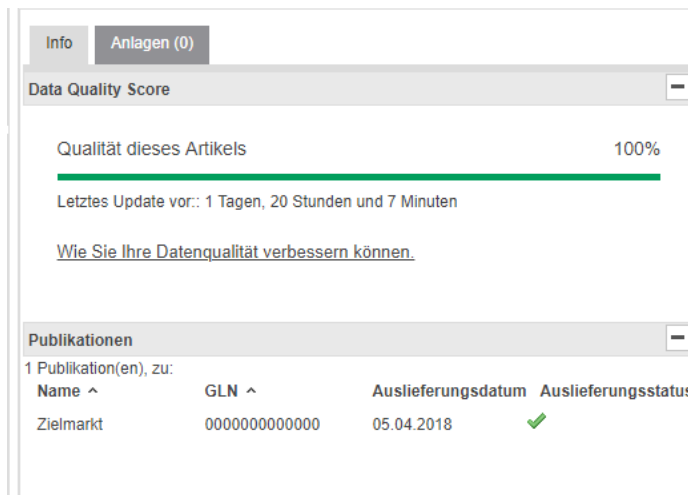 Info Anlagen (0)
Data Quality Score
Qualität dieses Artikels 100%
Letztes Update vor:: 1 Tagen, 20 Stunden und 7 Minuten
Wie Sie Ihre Datenqualität verbessern können.
Publikationen
1 Publikation(en), zu:
Name GLN Auslieferungsdatum Auslieferungsstatus
Zielmarkt 0000000000000 05.04.2018